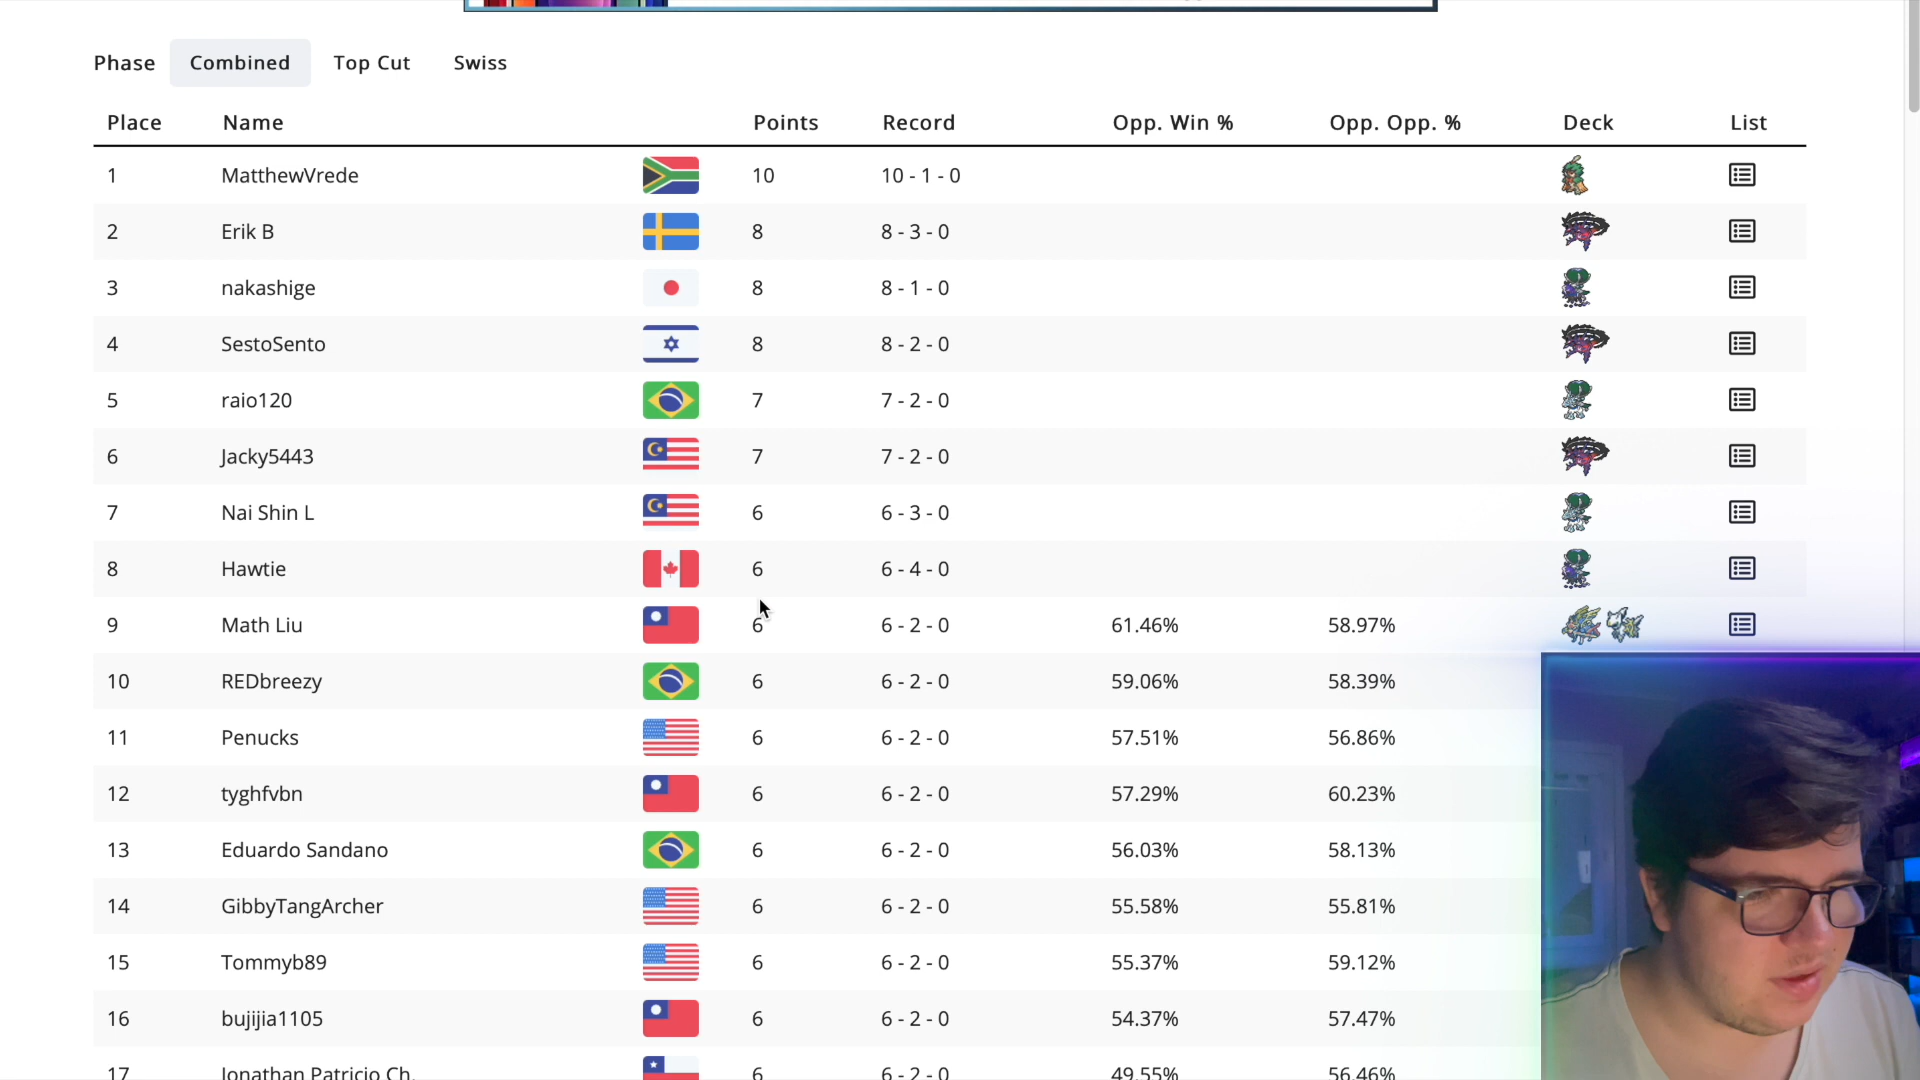 Phase Combined Top Cut Swiss
Place Name Points Record Opp. Win % Opp. Opp. % Deck List
1 MatthewVrede 10 10 - 1 - 0
2 Erik B 8 8 - 3 - 0
3 nakashige 8 8 - 1 - 0
4 SestoSento 8 8 - 2 - 0
5 raio120 7 7 - 2 - 0
6 Jacky5443 7 7 - 2 - 0
7 Nai Shin L 6 6 - 3 - 0
8 Hawtie 6 6 - 4 - 0
9 Math Liu 6 6 - 2 - 0 61.46% 58.97%
10 REDbreezy 6 6 - 2 - 0 59.06% 58.39%
11 Penucks 6 6 - 2 - 0 57.51% 56.86%
12 tyghfvbn 6 6 - 2 - 0 57.29% 60.23%
13 Eduardo Sandano 6 6 - 2 - 0 56.03% 58.13%
14 GibbyTangArcher 6 6 - 2 - 0 55.58% 55.81%
15 Tommyb89 6 6 - 2 - 0 55.37% 59.12%
16 bujijia1105 6 6 - 2 - 0 54.37% 57.47%
17 Jonathan Patricio Ch. 6 6 - 2 - 0 49.55% 56.46%